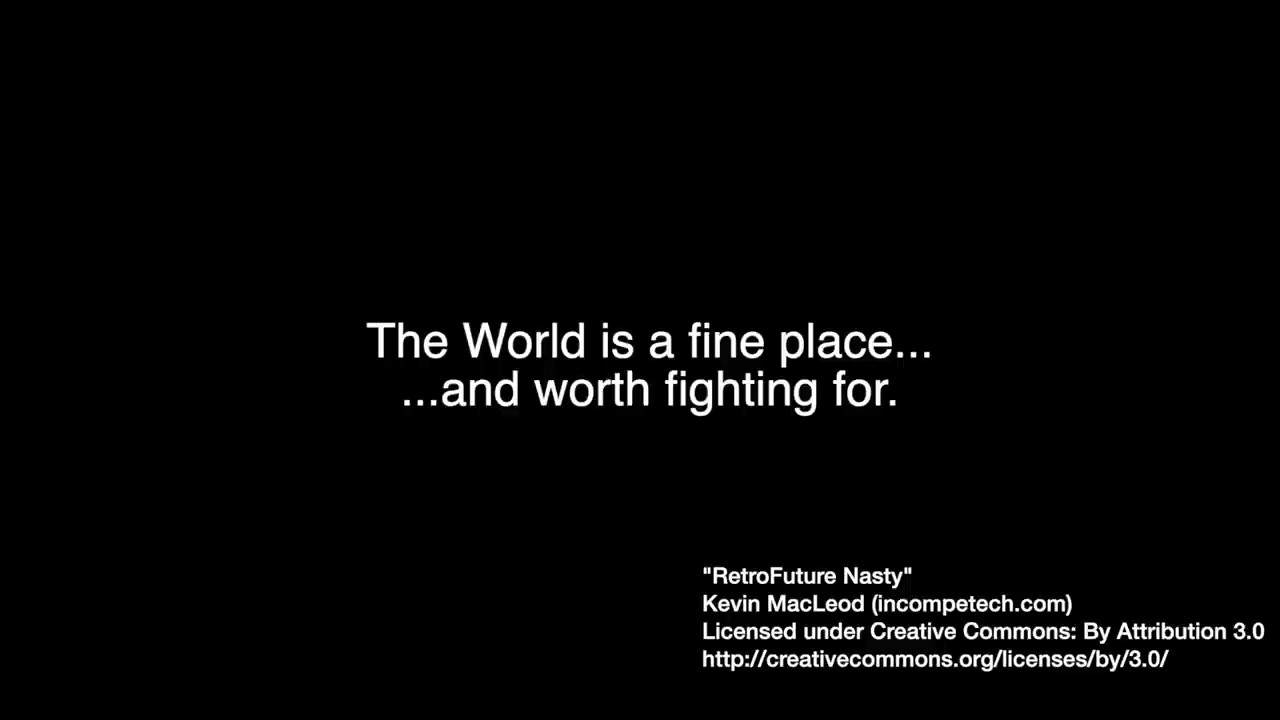 The World is a fine place...
...and worth fighting for.
"RetroFuture Nasty"
Kevin MacLeod (incompetech.com)
Licensed under Creative Commons: By Attribution 3.0
http://creativecommons.org/licenses/by/3.0/